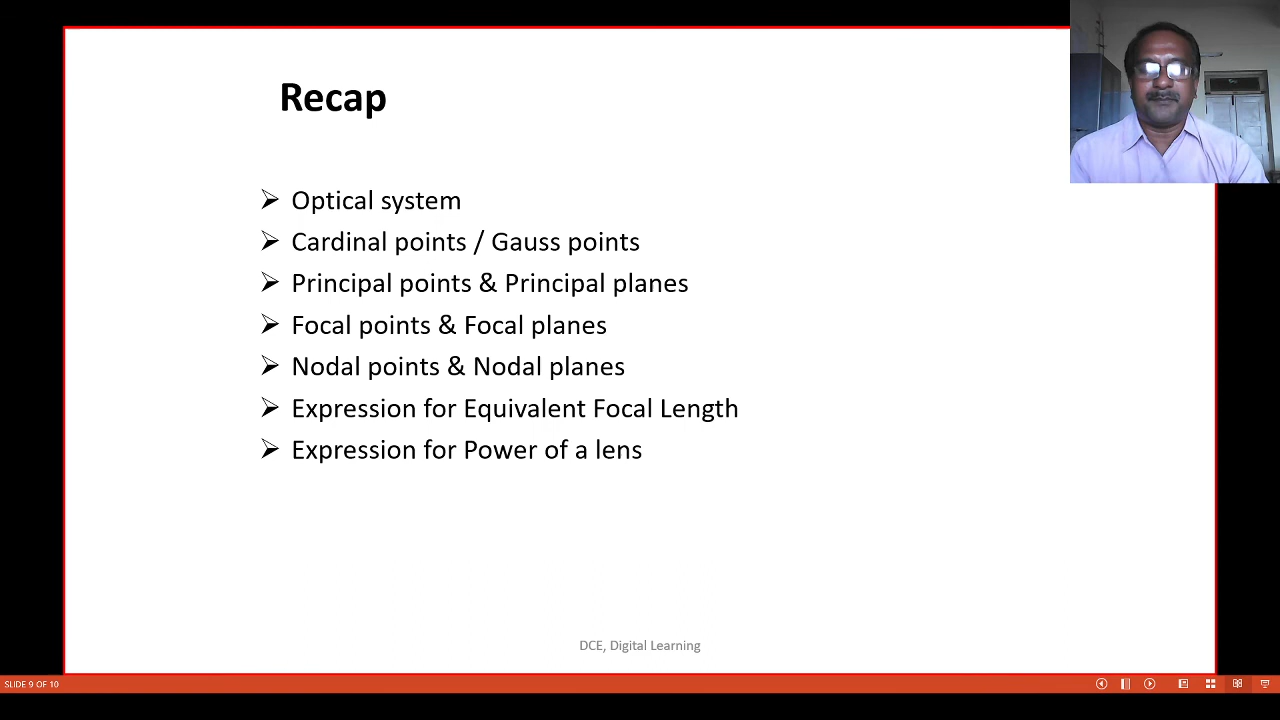 Recap
Optical system
Cardinal points / Gauss points
Principal points & Principal planes
Focal points & Focal planes
Nodal points & Nodal planes
Expression for Equivalent Focal Length
Expression for Power of a lens
DCE, Digital Learning
SLIDE 9 OF 10